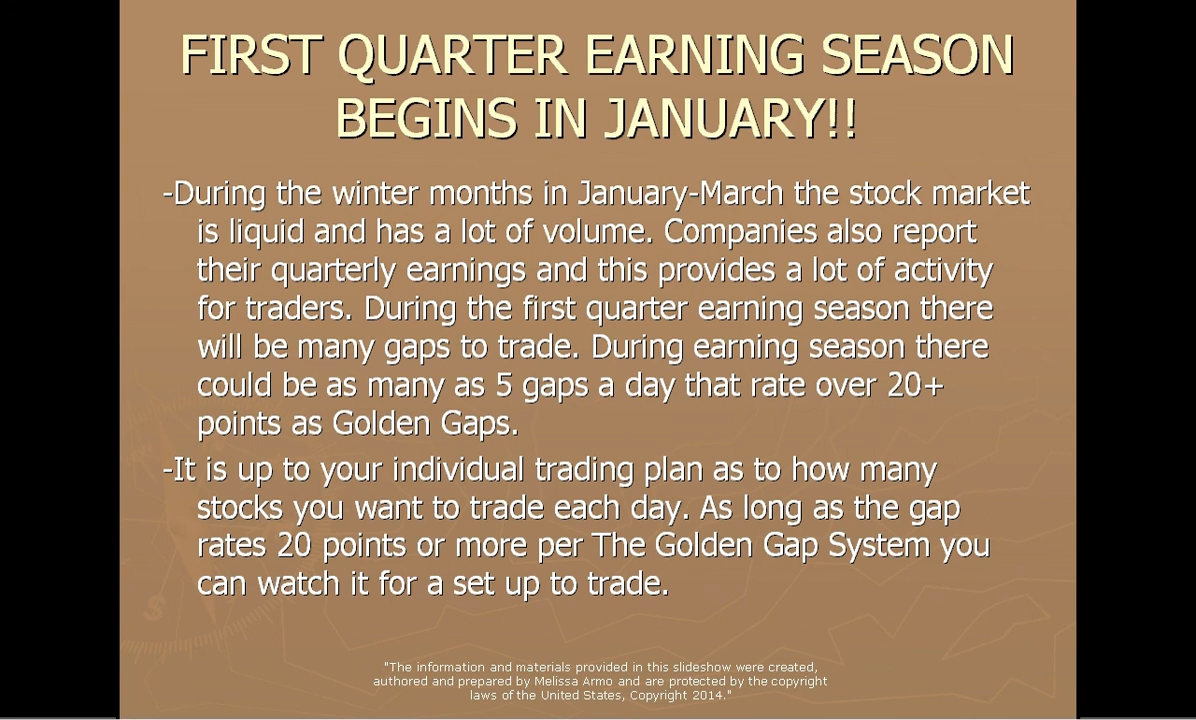 FIRST QUARTER EARNING SEASON
BEGINS IN JANUARY!!
-During the winter months in January-March the stock market
is liquid and has a lot of volume. Companies also report
their quarterly earnings and this provides a lot of activity
for traders. During the first quarter earning season there
will be many gaps to trade. During earning season there
could be as many as 5 gaps a day that rate over 20+
points as Golden Gaps.
-It is up to your individual trading plan as to how many
stocks you want to trade each day. As long as the gap
rates 20 points or more per The Golden Gap System you
can watch it for a set up to trade.
"The information and materials provided in this slideshow were created,
authored and prepared by Melissa Armo and are protected by the copyright
laws of the United States, Copyright 2014."